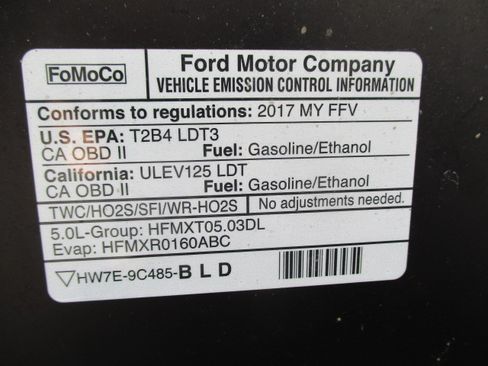 FoMoCo
Ford Motor Company
VEHICLE EMISSION CONTROL INFORMATION
Conforms to regulations: 2017 MY FFV
U.S. EPA: T2B4 LDT3
CA OBD II Fuel: Gasoline/Ethanol
California: ULEV125 LDT
CA OBD II Fuel: Gasoline/Ethanol
TWC/HO2S/SFI/WR-HO2S No adjustments needed.
5.0L-Group: HFMXT05.03DL
Evap: HFMXR0160ABC
HW7E-9C485-BLD